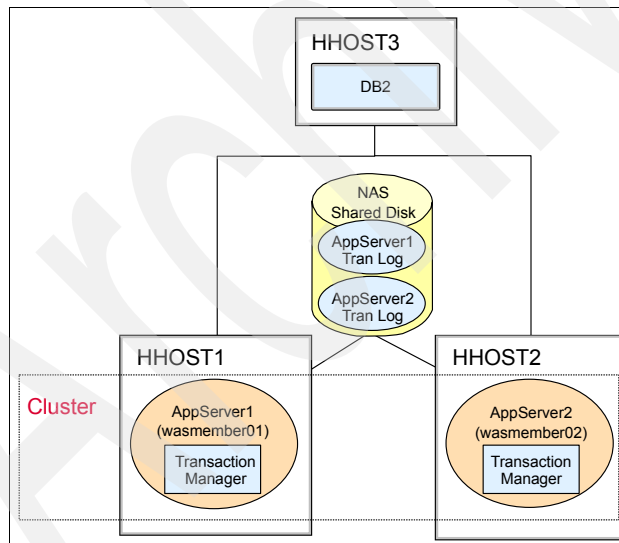 HHOST3
DB2
NAS
Shared Disk
AppServer1
Tran Log
AppServer2
Tran Log
HHOST1
HHOST2
Cluster
AppServer1
(wasmember01)
Transaction
Manager
AppServer2
(wasmember02)
Transaction
Manager